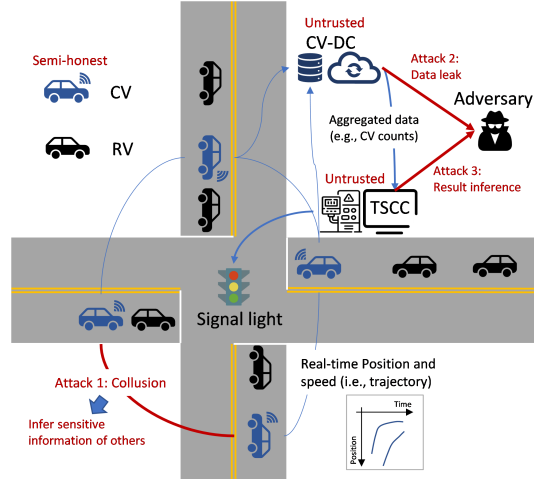 Untrusted
CV-DC
Semi-honest
CV
RV
Attack 2:
Data leak
Adversary
Aggregated data
(e.g., CV counts)
Attack 3:
Result inference
Untrusted
TSCC
Signal light
Real-time Position and
speed (i.e., trajectory)
Attack 1: Collusion
Infer sensitive
information of others
Time
Position